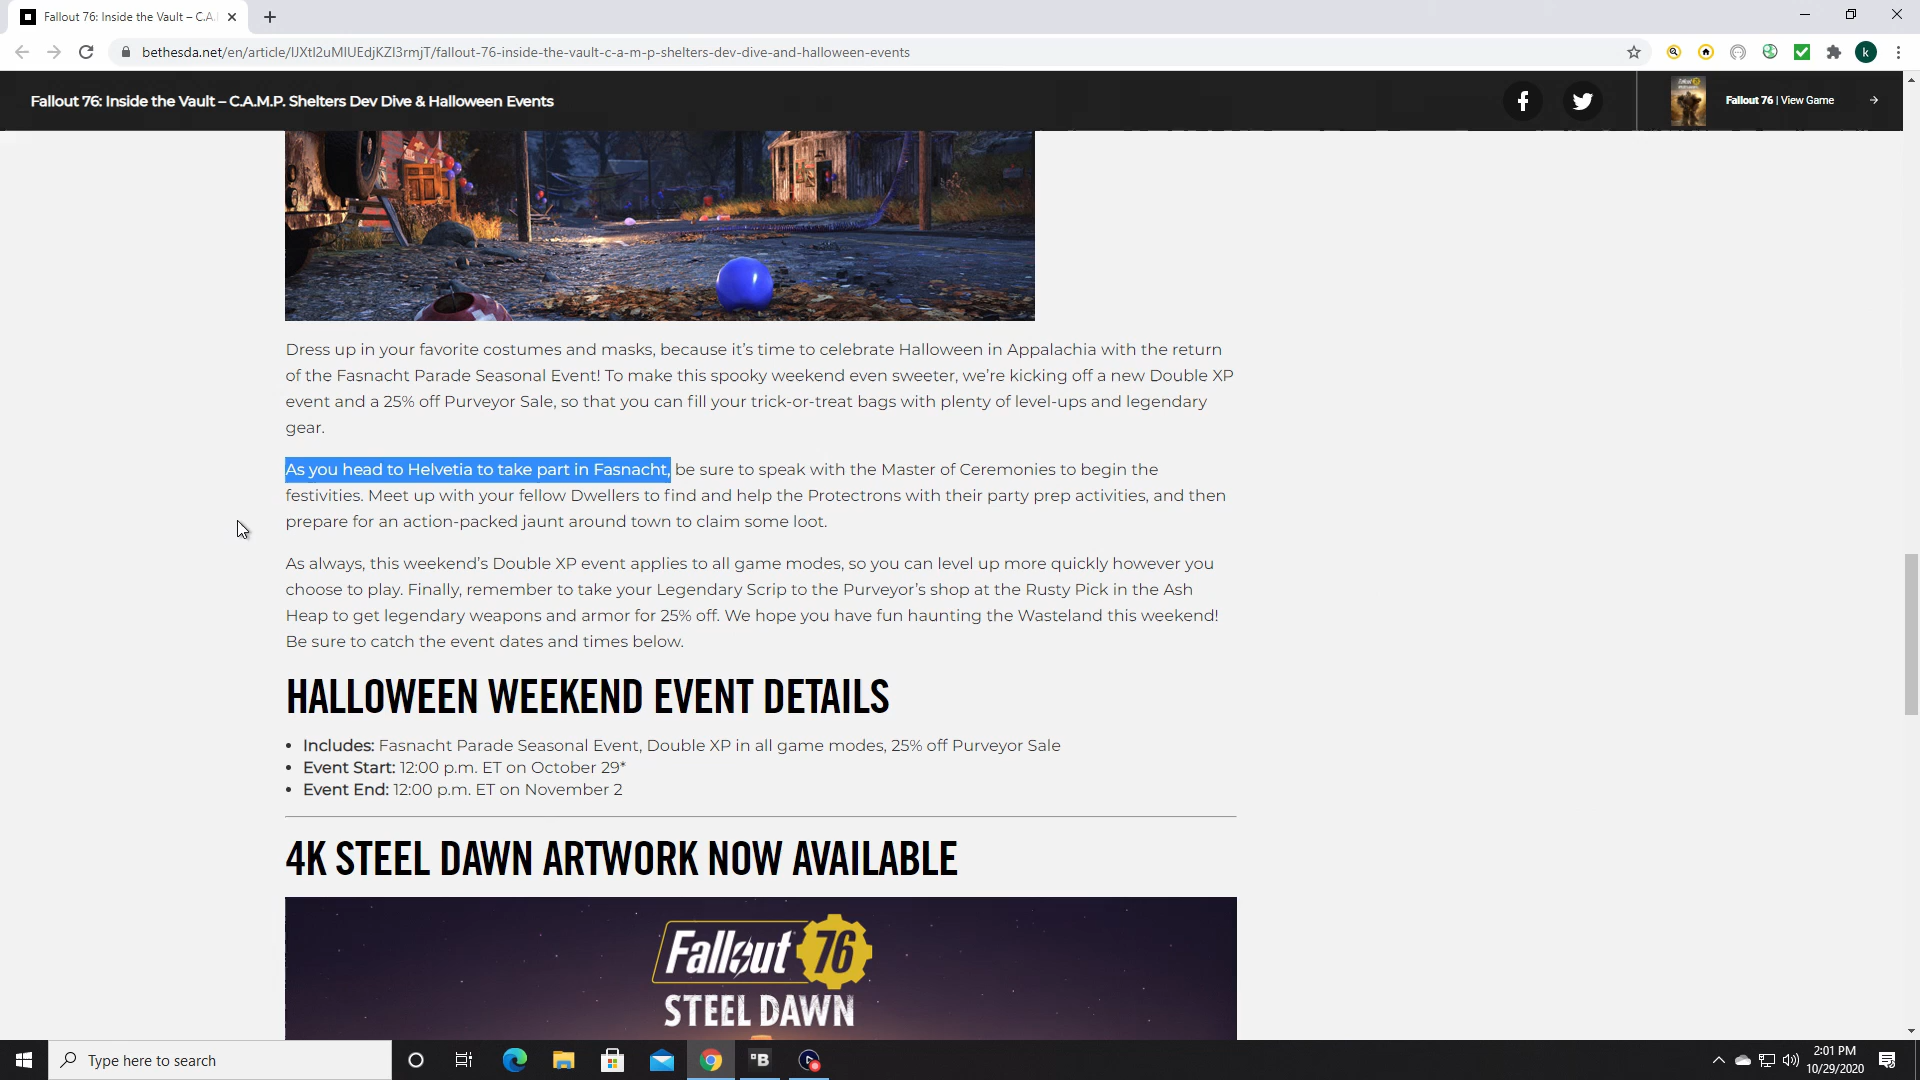 Fallout 76: Inside the Vault – C.A.
bethesda.net/en/article/IJXtl2uMIUEdjKZI3rmjT/fallout-76-inside-the-vault-c-a-m-p-shelters-dev-dive-and-halloween-events
k
Fallout 76: Inside the Vault – C.A.M.P. Shelters Dev Dive & Halloween Events
Fallout 76 | View Game
Dress up in your favorite costumes and masks, because it's time to celebrate Halloween in Appalachia with the return
of the Fasnacht Parade Seasonal Event! To make this spooky weekend even sweeter, we're kicking off a new Double XP
event and a 25% off Purveyor Sale, so that you can fill your trick-or-treat bags with plenty of level-ups and legendary
gear.
As you head to Helvetia to take part in Fasnacht, be sure to speak with the Master of Ceremonies to begin the
festivities. Meet up with your fellow Dwellers to find and help the Protectrons with their party prep activities, and then
prepare for an action-packed jaunt around town to claim some loot.
As always, this weekend's Double XP event applies to all game modes, so you can level up more quickly however you
choose to play. Finally, remember to take your Legendary Scrip to the Purveyor's shop at the Rusty Pick in the Ash
Heap to get legendary weapons and armor for 25% off. We hope you have fun haunting the Wasteland this weekend!
Be sure to catch the event dates and times below.
HALLOWEEN WEEKEND EVENT DETAILS
• Includes: Fasnacht Parade Seasonal Event, Double XP in all game modes, 25% off Purveyor Sale
• Event Start: 12:00 p.m. ET on October 29*
• Event End: 12:00 p.m. ET on November 2
4K STEEL DAWN ARTWORK NOW AVAILABLE
Fallout 76
STEEL DAWN
Type here to search
B
2:01 PM
10/29/2020